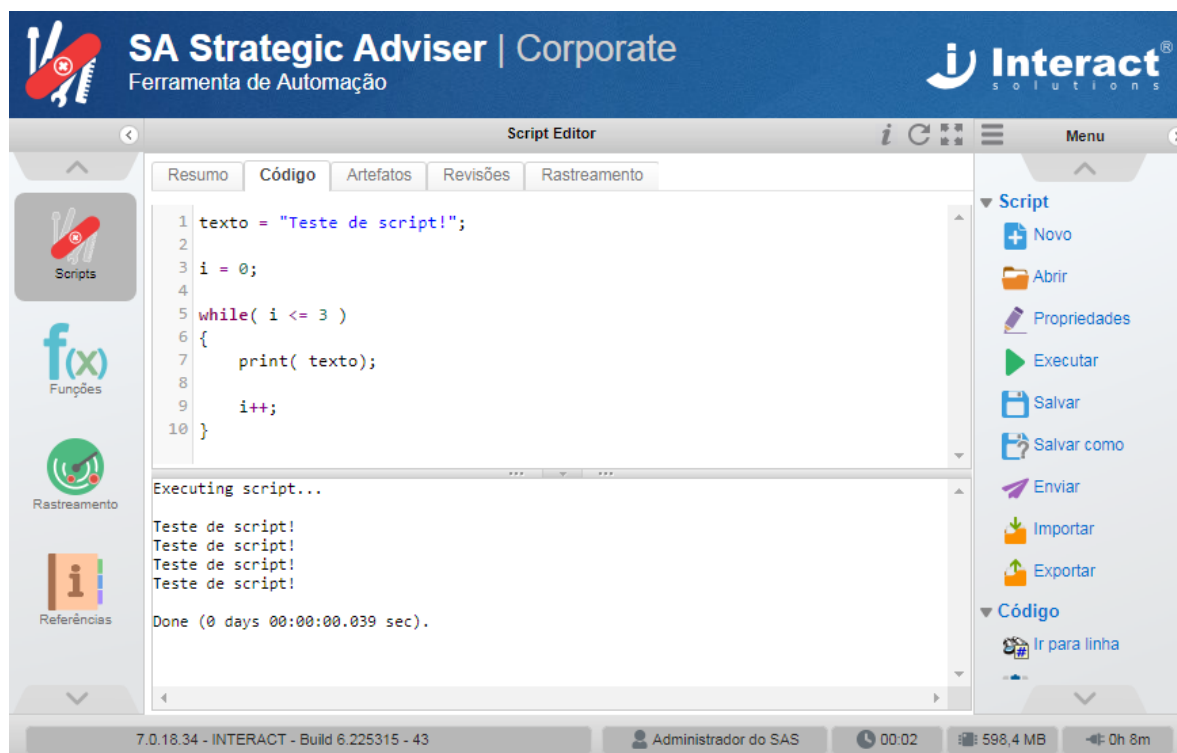 SA Strategic Adviser | Corporate
Ferramenta de Automação
Interact®
solutions
Script Editor
i
Menu
Scripts
f(x)
Funções
Rastreamento
i
Referências
Resumo
Código
Artefatos
Revisões
Rastreamento
1 texto = "Teste de script!";
2
3 i = 0;
4
5 while( i <= 3 )
6 {
7     print( texto);
8
9     i++;
10 }
Executing script...
Teste de script!
Teste de script!
Teste de script!
Teste de script!
Done (0 days 00:00:00.039 sec).
Script
Novo
Abrir
Propriedades
Executar
Salvar
Salvar como
Enviar
Importar
Exportar
Código
Ir para linha
7.0.18.34 - INTERACT - Build 6.225315 - 43
Administrador do SAS
00:02
598,4 MB
0h 8m